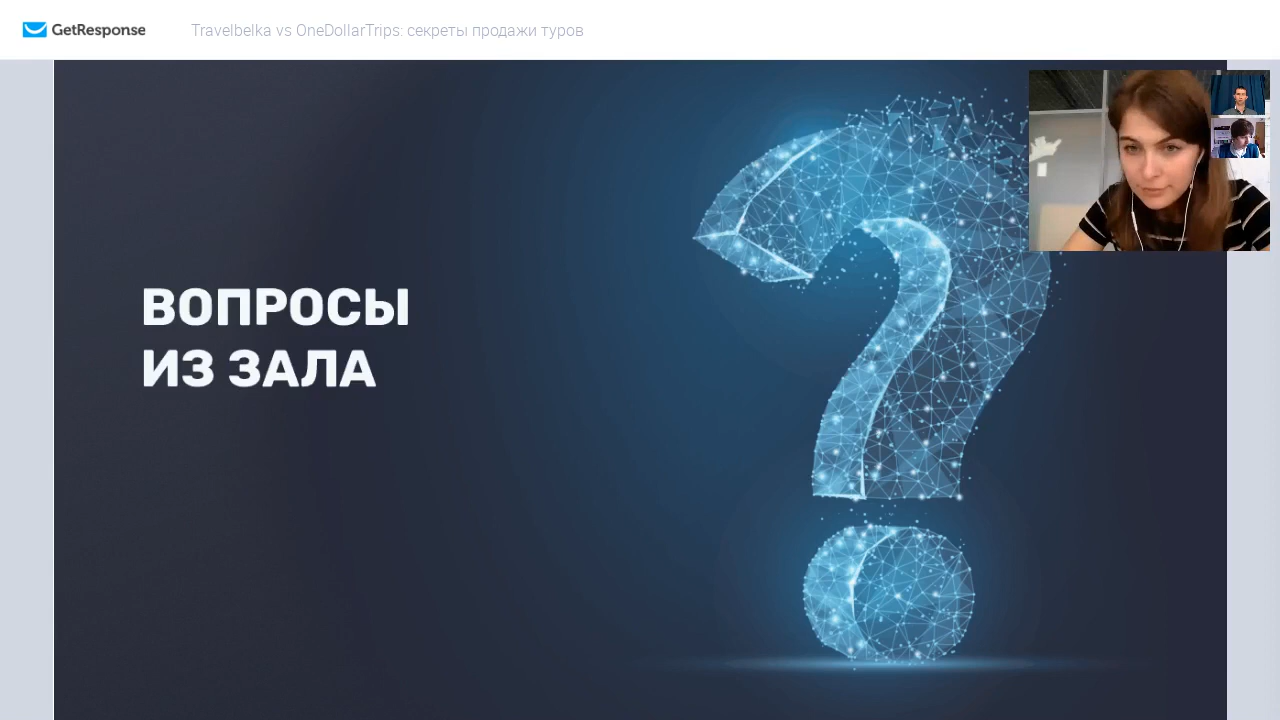 GetResponse
Travelbelka vs OneDollarTrips: секреты продажи туров
ВОПРОСЫ
ИЗ ЗАЛА